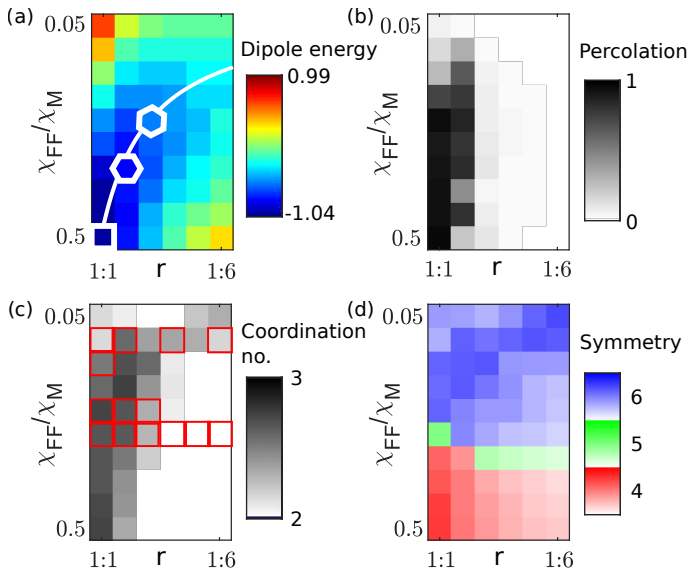 (a)
0.05
χFF/χM
0.5
1:1 r 1:6
Dipole energy
0.99
-1.04
(b)
0.05
χFF/χM
0.5
1:1 r 1:6
Percolation
1
0
(c)
0.05
χFF/χM
0.5
1:1 r 1:6
Coordination
no.
3
2
(d)
0.05
χFF/χM
0.5
1:1 r 1:6
Symmetry
6
5
4